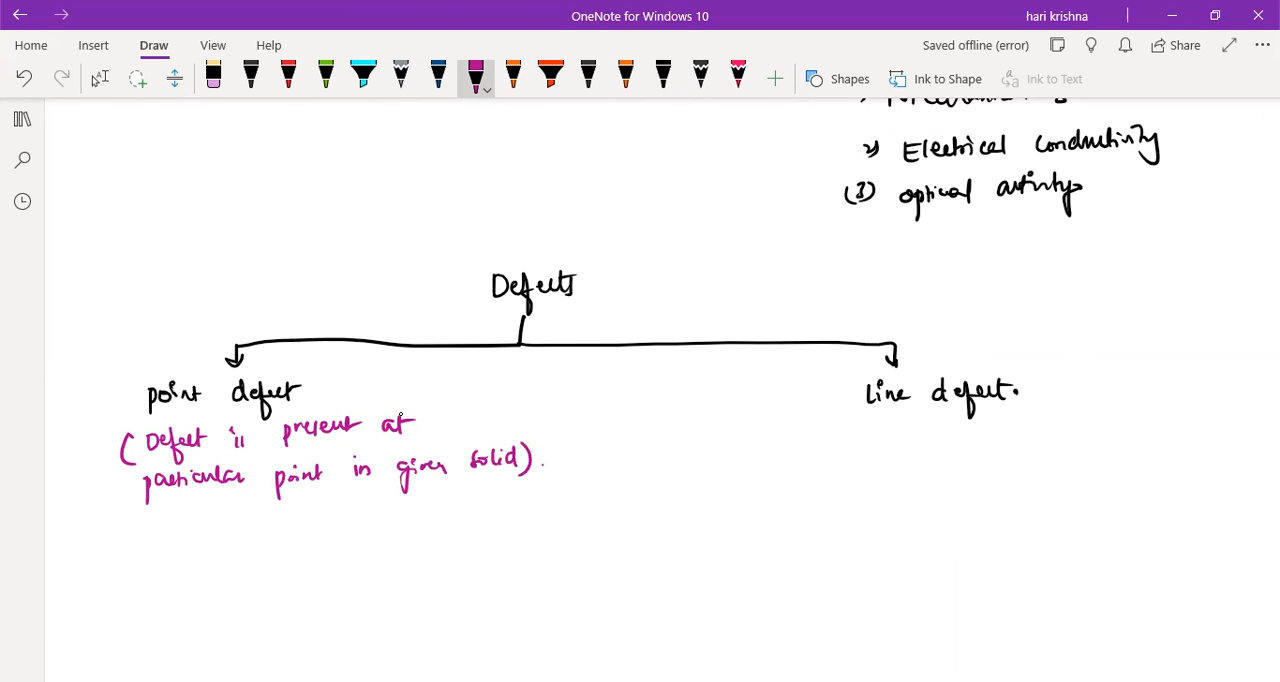 OneNote for Windows 10
hari krishna
Home Insert Draw View Help
Saved offline (error)
Share
Shapes
Ink to Shape
Ink to Text
Electrical conductivity
(3) optical activity
Defects
point defect
line defect.
(Defect is present at
particular point in given solid).